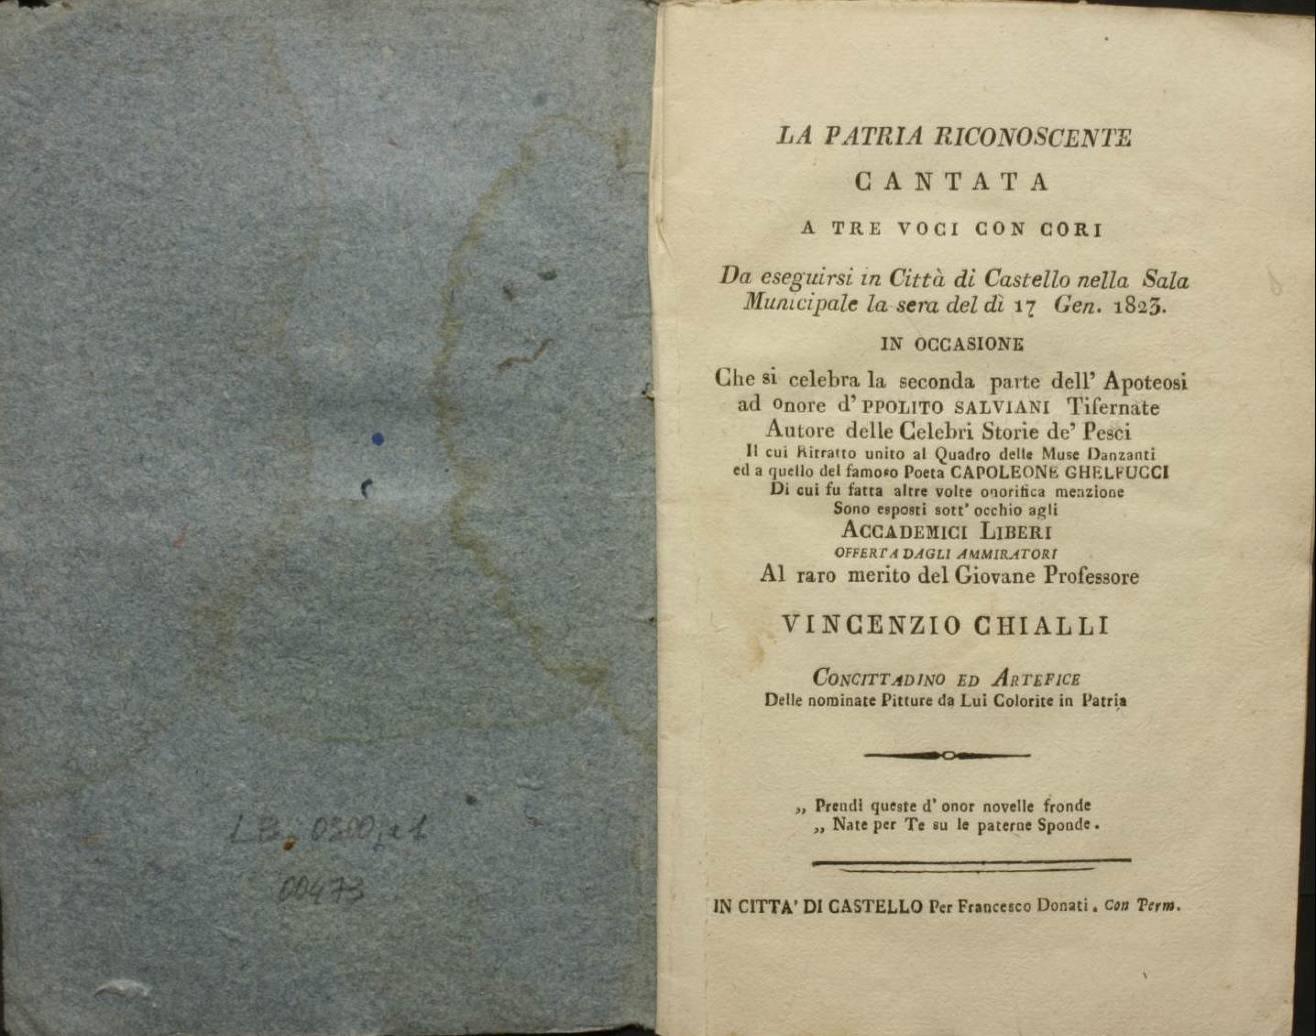 LA PATRIA RICONOSCENTE
CANTATA
A TRE VOCI CON CORI
Da eseguirsi in Città di Castello nella Sala
Municipale la sera del dì 17 Gen. 1823.
IN OCCASIONE
Che si celebra la seconda parte dell' Apoteosi
ad onore d' PPOLITO SALVIANI Tifernate
Autore delle Celebri Storie de' Pesci
Il cui Ritratto unito al Quadro delle Muse Danzanti
ed a quello del famoso Poeta CAPOLEONE GHELFUCCI
Di cui fu fatta altre volte onorifica menzione
Sono esposti sott' occhio agli
ACCADEMICI LIBERI
OFFERTA DAGLI AMMIRATORI
Al raro merito del Giovane Professore
VINCENZIO CHIALLI
CONCITTADINO ED ARTEFICE
Delle nominate Pitture da Lui Colorite in Patria
„ Prendi queste d' onor novelle fronde
„ Nate per Te su le paterne Sponde.
IN CITTA' DI CASTELLO Per Francesco Donati. Con Perm.
00473